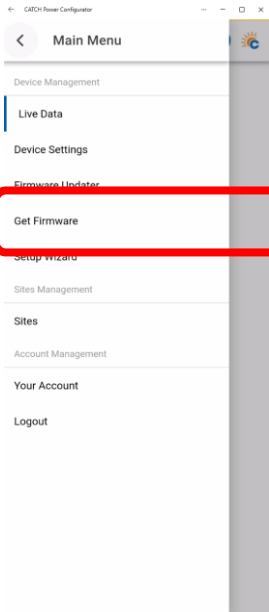 CATCH Power Configurator
Main Menu
Device Management
Live Data
Device Settings
Firmware Updater
Get Firmware
Setup Wizard
Sites Management
Sites
Account Management
Your Account
Logout